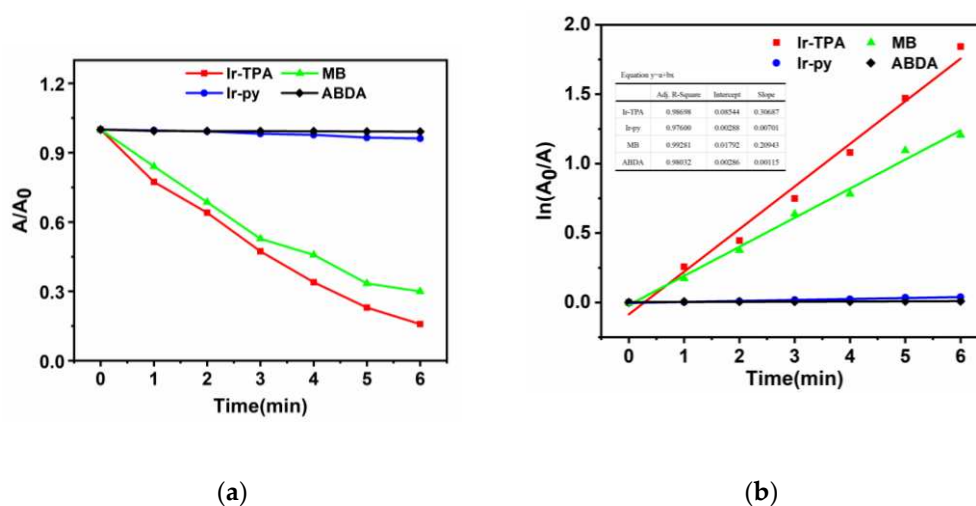 1.2
0.9
0.6
0.3
0.0
A/A0
Ir-TPA
MB
Ir-py
ABDA
0 1 2 3 4 5 6
Time(min)
(a)
2.0
1.5
1.0
0.5
0.0
ln(A0/A)
Ir-TPA
MB
Ir-py
ABDA
Equation y=a+bx
Adj. R-Square Intercept Slope
Ir-TPA 0.98698 0.08544 0.30687
Ir-py 0.97600 0.00288 0.00701
MB 0.99281 0.01792 0.20943
ABDA 0.98032 0.00286 0.00115
0 1 2 3 4 5 6
Time(min)
(b)